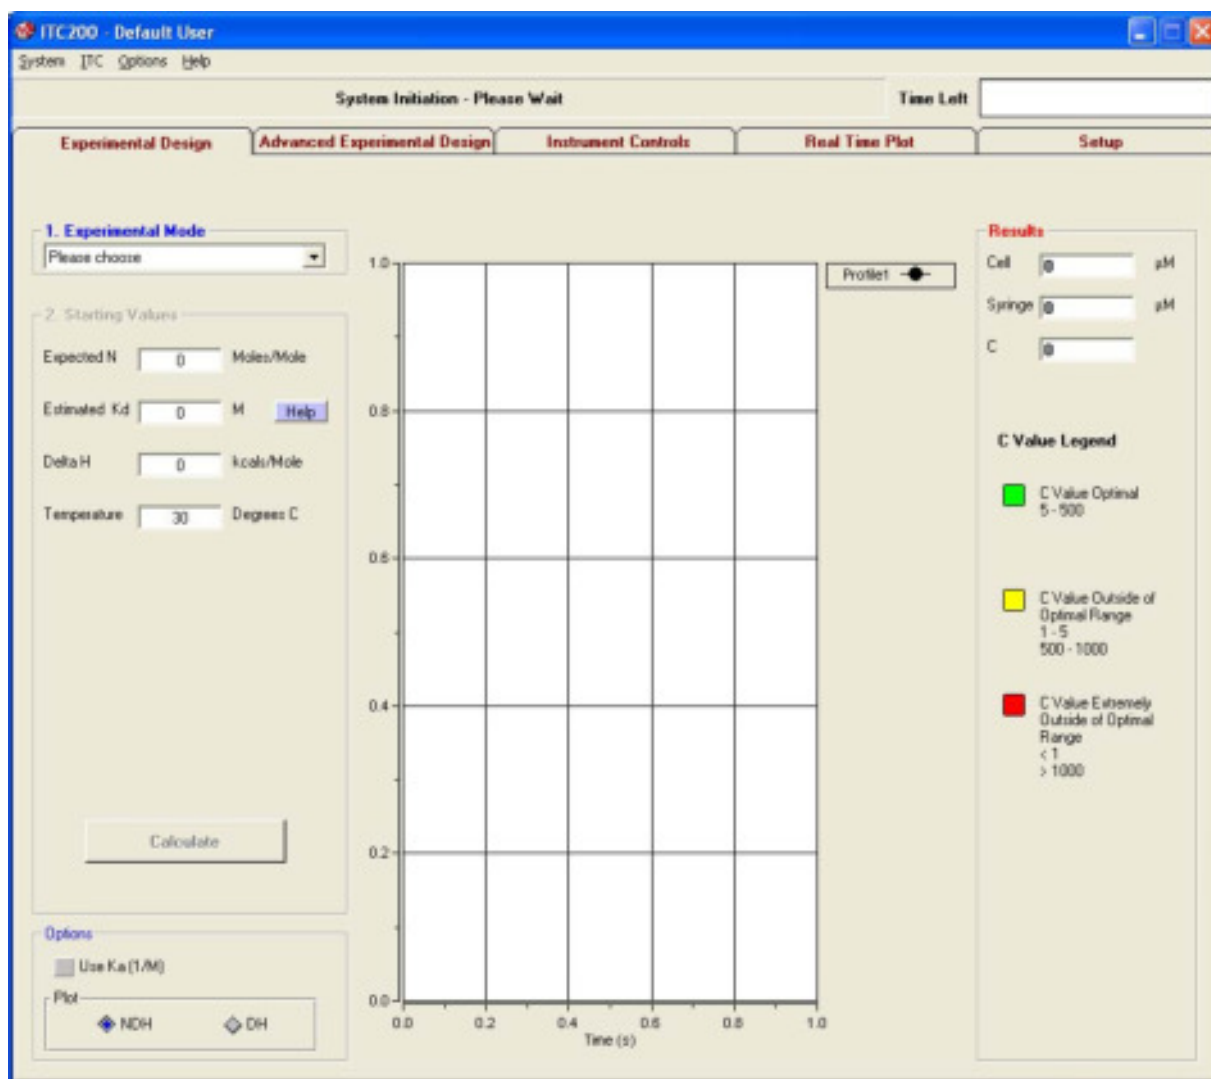 ITC200 - Default User
System ITC Options Help
System Initiation - Please Wait
Time Left
Experimental Design
Advanced Experimental Design
Instrument Controls
Real Time Plot
Setup
1. Experimental Mode
Please choose
2. Starting Values
Expected N 0 Moles/Mole
Estimated Kd 0 M Help
Delta H 0 kcals/Mole
Temperature 30 Degrees C
Calculate
Options
Use Ka (1/M)
Plot
NDH DH
1.0
0.8
0.6
0.4
0.2
0.0
0.0 0.2 0.4 0.6 0.8 1.0
Time (s)
Profile1
Results
Cell 0 µM
Syringe 0 µM
C 0
C Value Legend
C Value Optimal
5 - 500
C Value Outside of
Optimal Range
1 - 5
500 - 1000
C Value Extremely
Outside of Optimal
Range
< 1
> 1000